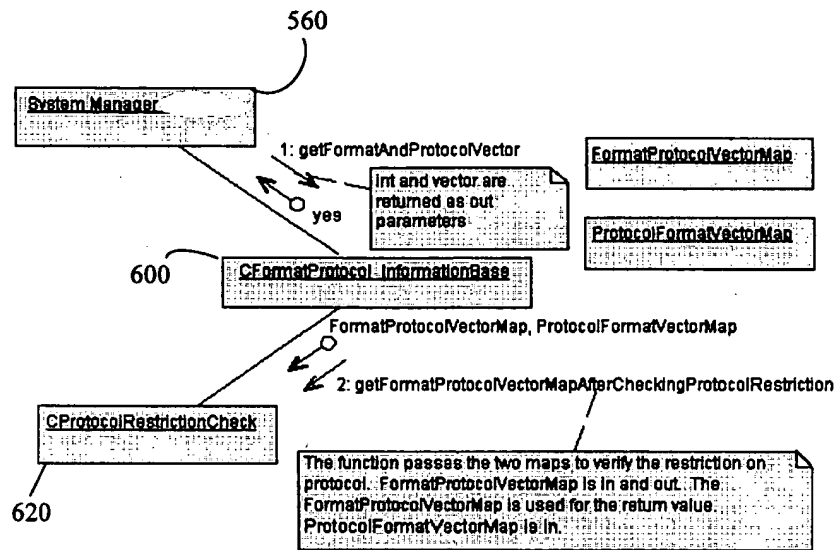 560
System Manager
1: getFormatAndProtocolVector
yes
Int and vector are
returned as out
parameters
FormatProtocolVectorMap
ProtocolFormatVectorMap
600
CFormatProtocol_InformationBase
FormatProtocolVectorMap, ProtocolFormatVectorMap
2: getFormatProtocolVectorMapAfterCheckingProtocolRestriction
CProtocolRestrictionCheck
620
The function passes the two maps to verify the restriction on
protocol. FormatProtocolVectorMap is in and out. The
FormatProtocolVectorMap is used for the return value.
ProtocolFormatVectorMap is in.